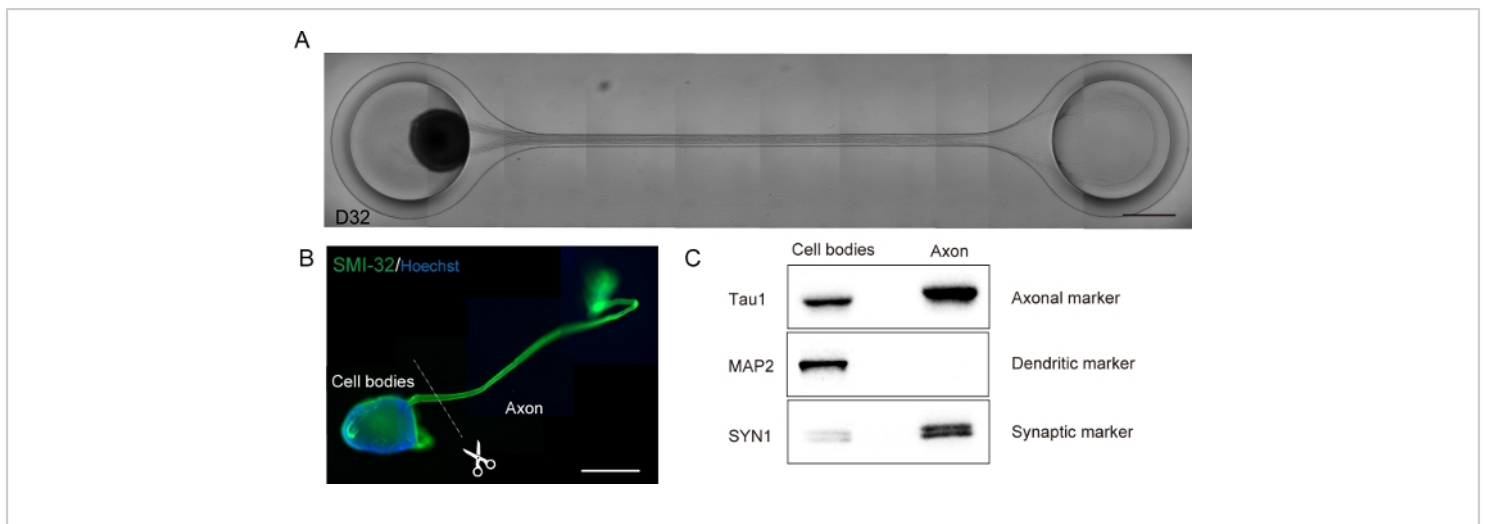 A
D32
B
SMI-32/Hoechst
Cell bodies
Axon
C
Cell bodies Axon
Tau1 Axonal marker
MAP2 Dendritic marker
SYN1 Synaptic marker